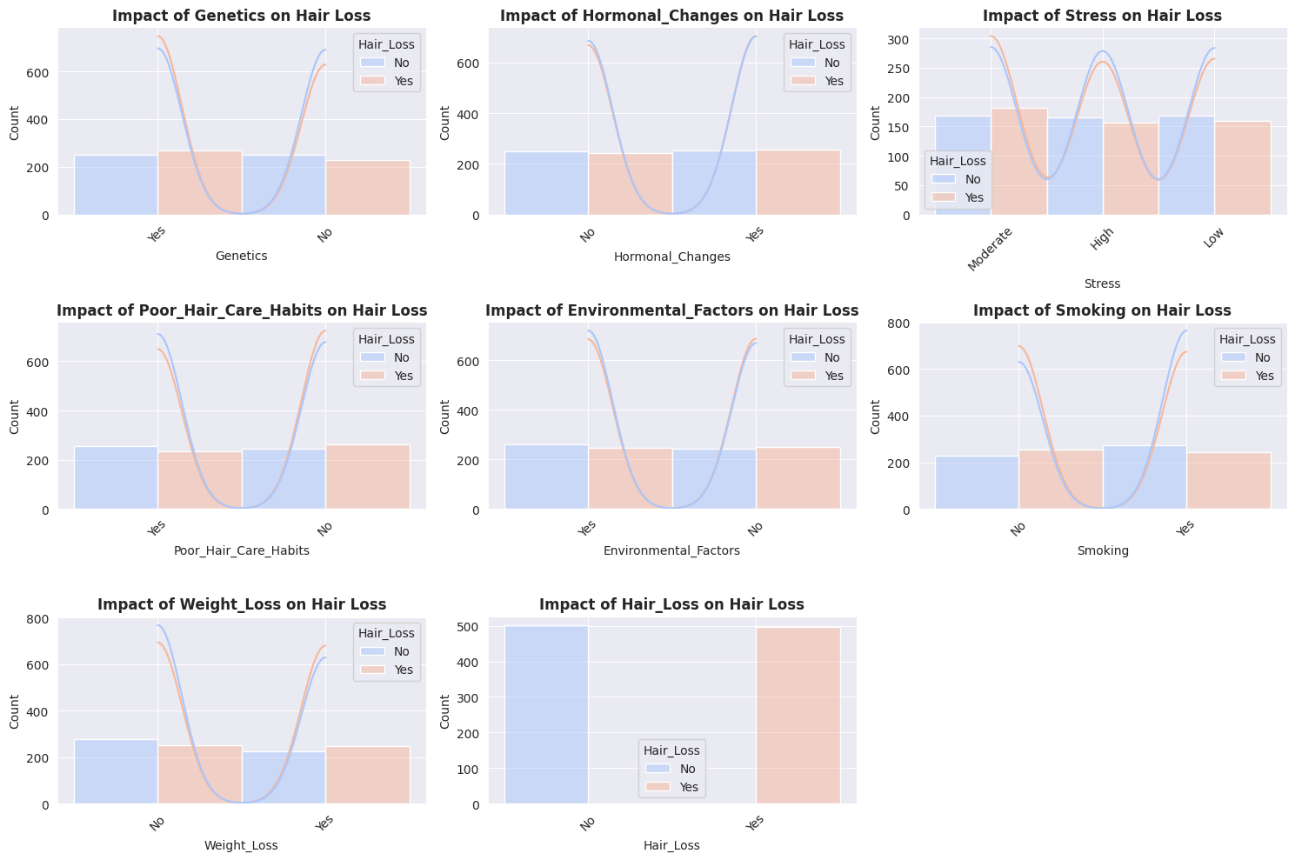 Impact of Genetics on Hair Loss
Count
600
400
200
0
Hair_Loss
No
Yes
Yes
No
Genetics
Impact of Hormonal_Changes on Hair Loss
Count
600
400
200
0
Hair_Loss
No
Yes
No
Yes
Hormonal_Changes
Impact of Stress on Hair Loss
Count
300
250
200
150
100
50
0
Hair_Loss
No
Yes
Moderate
High
Low
Stress
Impact of Poor_Hair_Care_Habits on Hair Loss
Count
600
400
200
0
Hair_Loss
No
Yes
Yes
No
Poor_Hair_Care_Habits
Impact of Environmental_Factors on Hair Loss
Count
600
400
200
0
Hair_Loss
No
Yes
Yes
No
Environmental_Factors
Impact of Smoking on Hair Loss
Count
800
600
400
200
0
Hair_Loss
No
Yes
No
Yes
Smoking
Impact of Weight_Loss on Hair Loss
Count
800
600
400
200
0
Hair_Loss
No
Yes
No
Yes
Weight_Loss
Impact of Hair_Loss on Hair Loss
Count
500
400
300
200
100
0
Hair_Loss
No
Yes
No
Yes
Hair_Loss